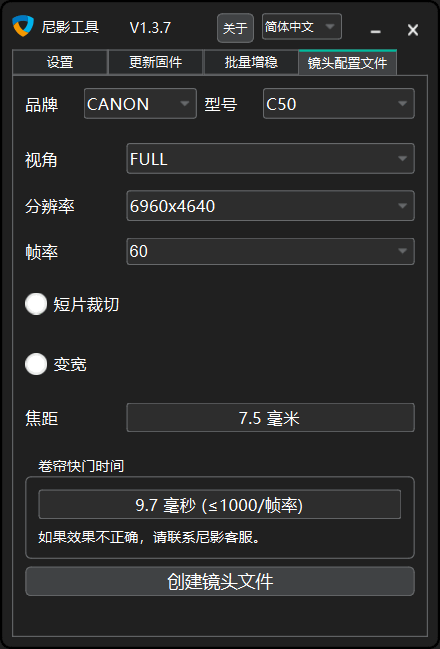 尼影工具 V1.3.7 关于 简体中文
设置 更新固件 批量增稳 镜头配置文件
品牌 CANON 型号 C50
视角 FULL
分辨率 6960x4640
帧率 60
短片裁切
变宽
焦距 7.5 毫米
卷帘快门时间
9.7 毫秒 (≤1000/帧率)
如果效果不正确，请联系尼影客服。
创建镜头文件